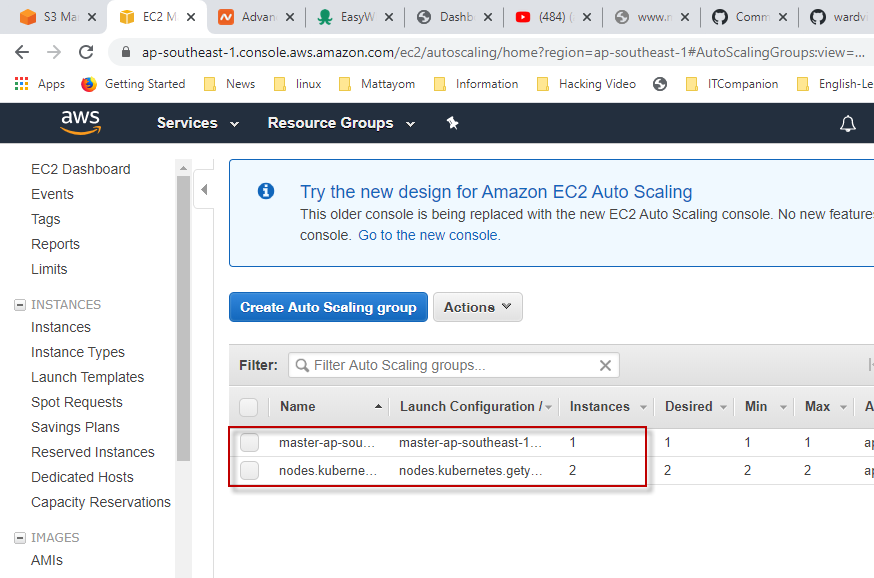 S3 Ma
EC2 M
Advan
EasyW
Dashb
(484) (
www.r
Comm
wardvi
ap-southeast-1.console.aws.amazon.com/ec2/autoscaling/home?region=ap-southeast-1#AutoScalingGroups:view=...
Apps
Getting Started
News
linux
Mattayom
Information
Hacking Video
ITCompanion
English-Le
aws
Services
Resource Groups
EC2 Dashboard
Events
Tags
Reports
Limits
INSTANCES
Instances
Instance Types
Launch Templates
Spot Requests
Savings Plans
Reserved Instances
Dedicated Hosts
Capacity Reservations
IMAGES
AMIs
Try the new design for Amazon EC2 Auto Scaling
This older console is being replaced with the new EC2 Auto Scaling console. No new features
console. Go to the new console.
Create Auto Scaling group Actions
Filter: Filter Auto Scaling groups...
Name Launch Configuration / Instances Desired Min Max A
master-ap-sou... master-ap-southeast-1... 1 1 1 1 ap
nodes.kuberne... nodes.kubernetes.gety... 2 2 2 2 ap